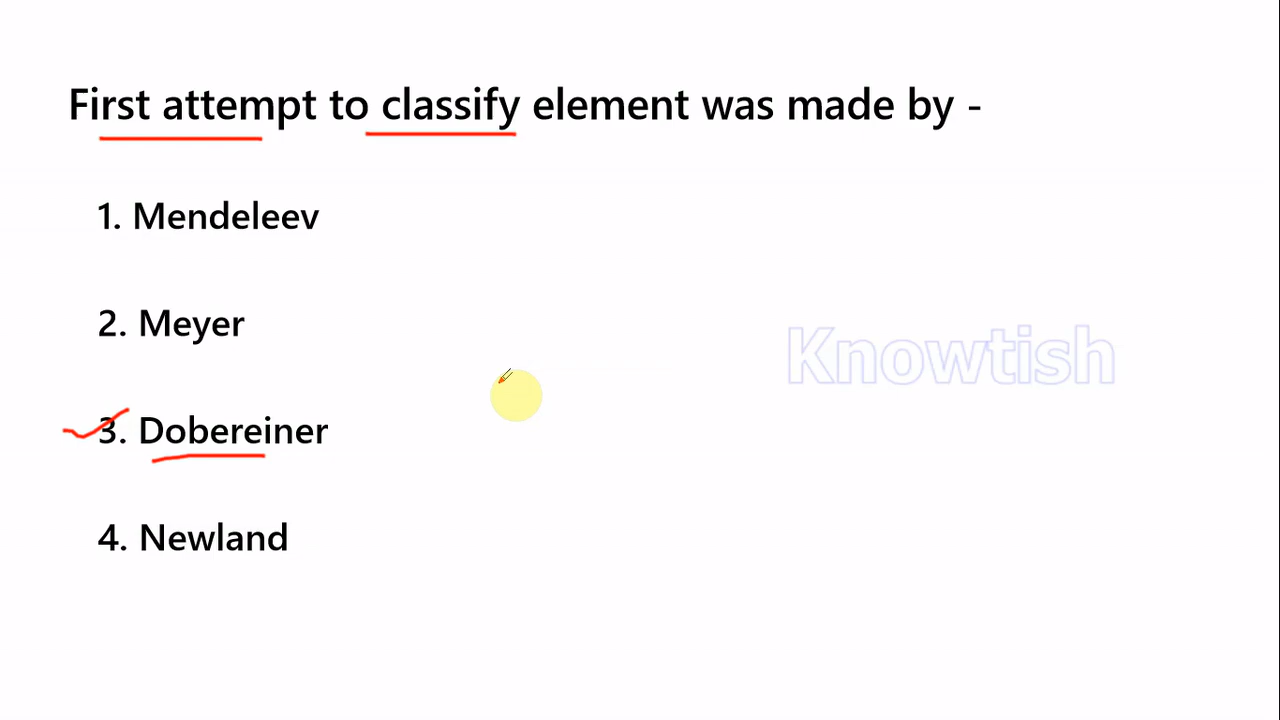 First attempt to classify element was made by -
1. Mendeleev
2. Meyer
Knowtish
3. Dobereiner
4. Newland